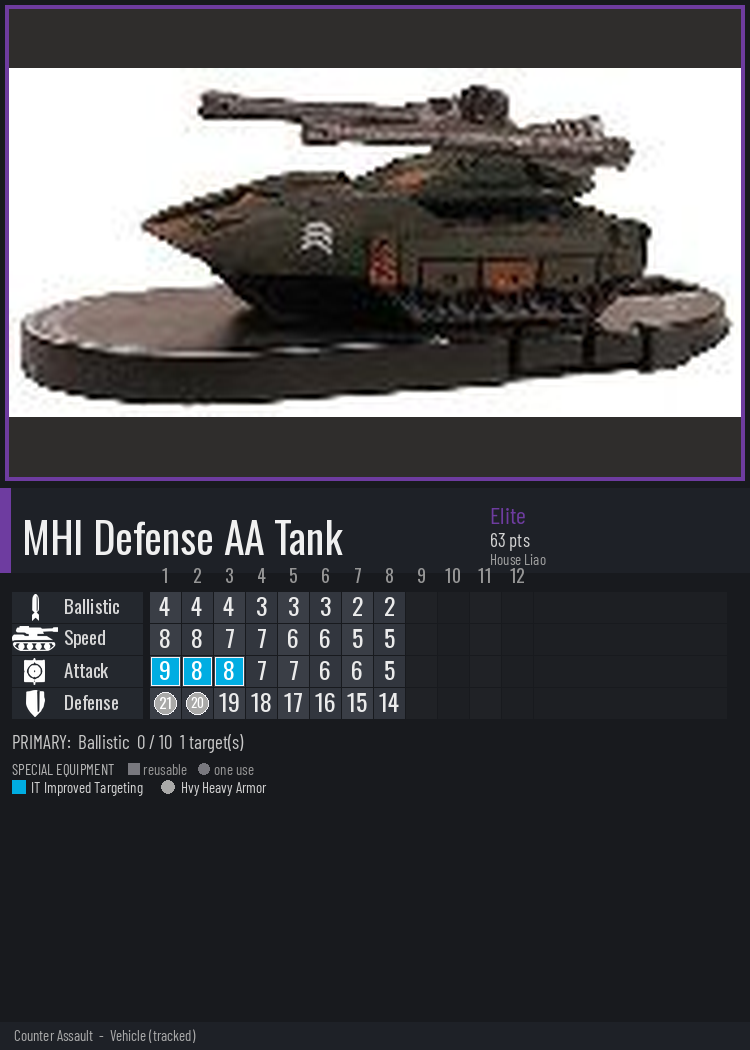 MHI Defense AA Tank
Elite
63 pts
House Liao
1 2 3 4 5 6 7 8 9 10 11 12
Ballistic 4 4 4 3 3 3 2 2
Speed 8 8 7 7 6 6 5 5
Attack 9 8 8 7 7 6 6 5
Defense 21 20 19 18 17 16 15 14
PRIMARY: Ballistic 0 / 10 1 target(s)
SPECIAL EQUIPMENT reusable one use
IT Improved Targeting Hvy Heavy Armor
Counter Assault - Vehicle (tracked)